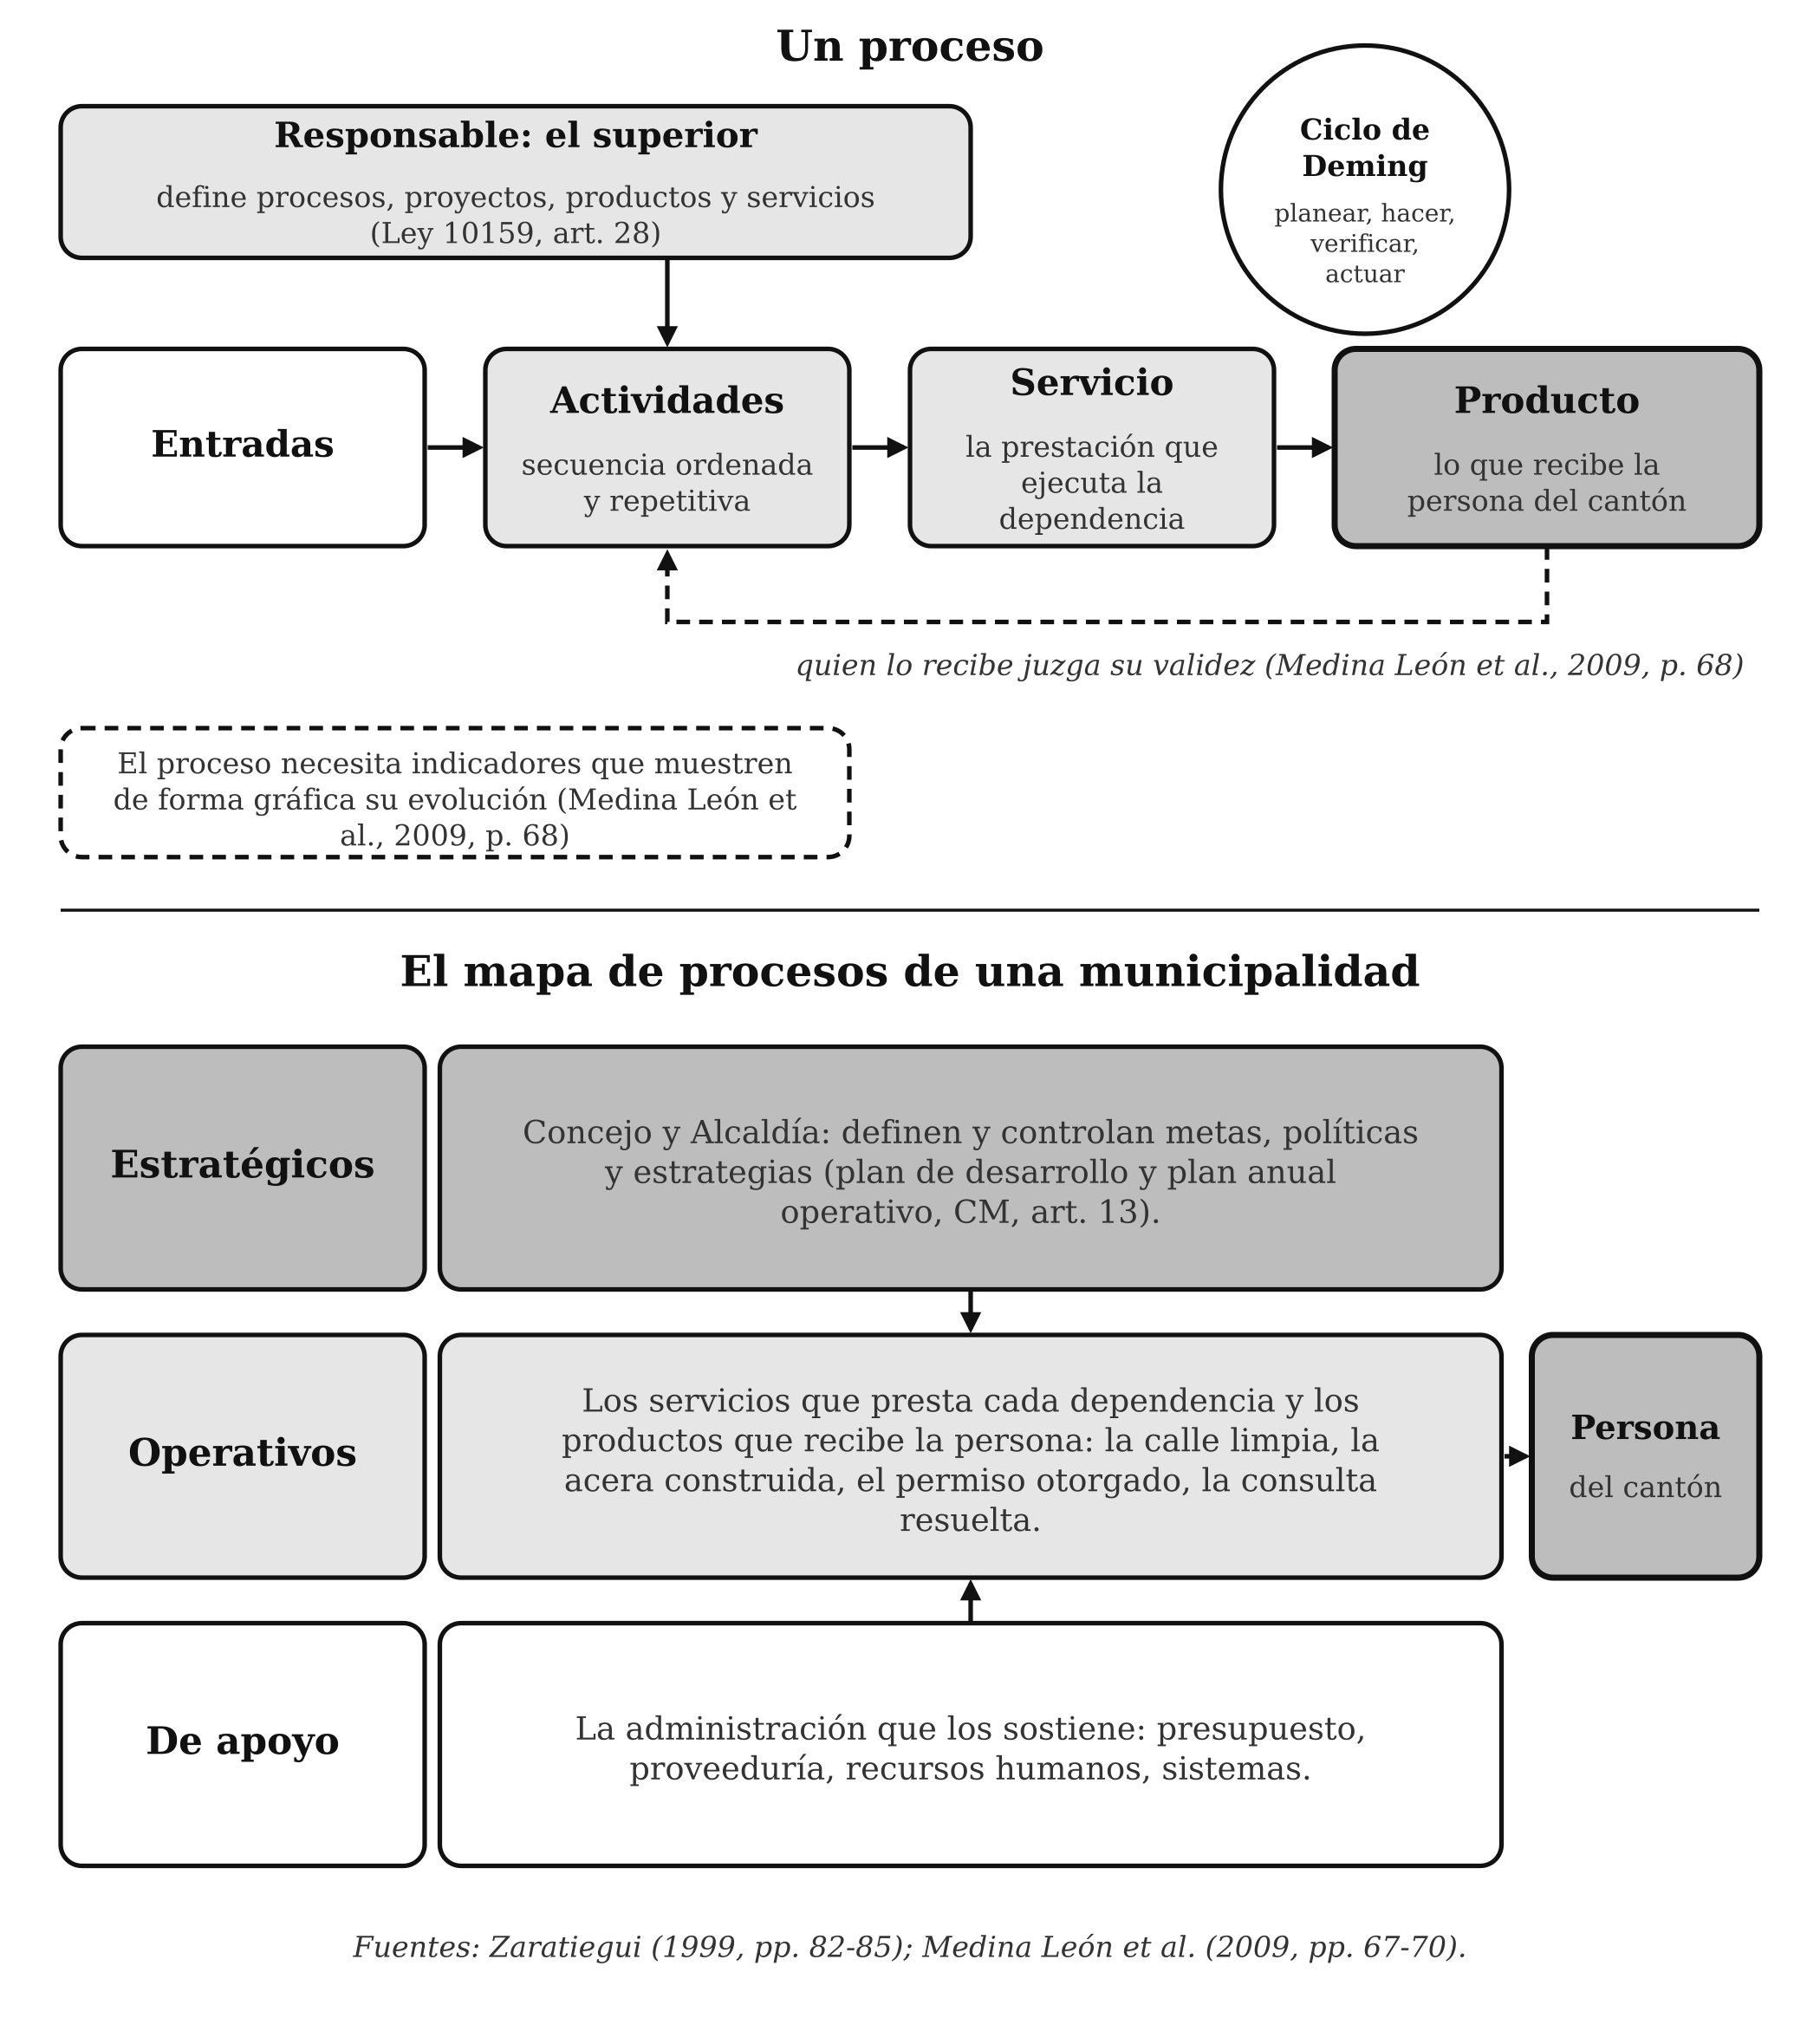 Un proceso
Responsable: el superior
define procesos, proyectos, productos y servicios
(Ley 10159, art. 28)
Ciclo de
Deming
planear, hacer,
verificar,
actuar
Entradas
Actividades
secuencia ordenada
y repetitiva
Servicio
la prestación que
ejecuta la
dependencia
Producto
lo que recibe la
persona del cantón
quien lo recibe juzga su validez (Medina León et al., 2009, p. 68)
El proceso necesita indicadores que muestren
de forma gráfica su evolución (Medina León et
al., 2009, p. 68)
El mapa de procesos de una municipalidad
Estratégicos
Concejo y Alcaldía: definen y controlan metas, políticas
y estrategias (plan de desarrollo y plan anual
operativo, CM, art. 13).
Operativos
Los servicios que presta cada dependencia y los
productos que recibe la persona: la calle limpia, la
acera construida, el permiso otorgado, la consulta
resuelta.
Persona
del cantón
De apoyo
La administración que los sostiene: presupuesto,
proveeduría, recursos humanos, sistemas.
Fuentes: Zaratiegui (1999, pp. 82-85); Medina León et al. (2009, pp. 67-70).